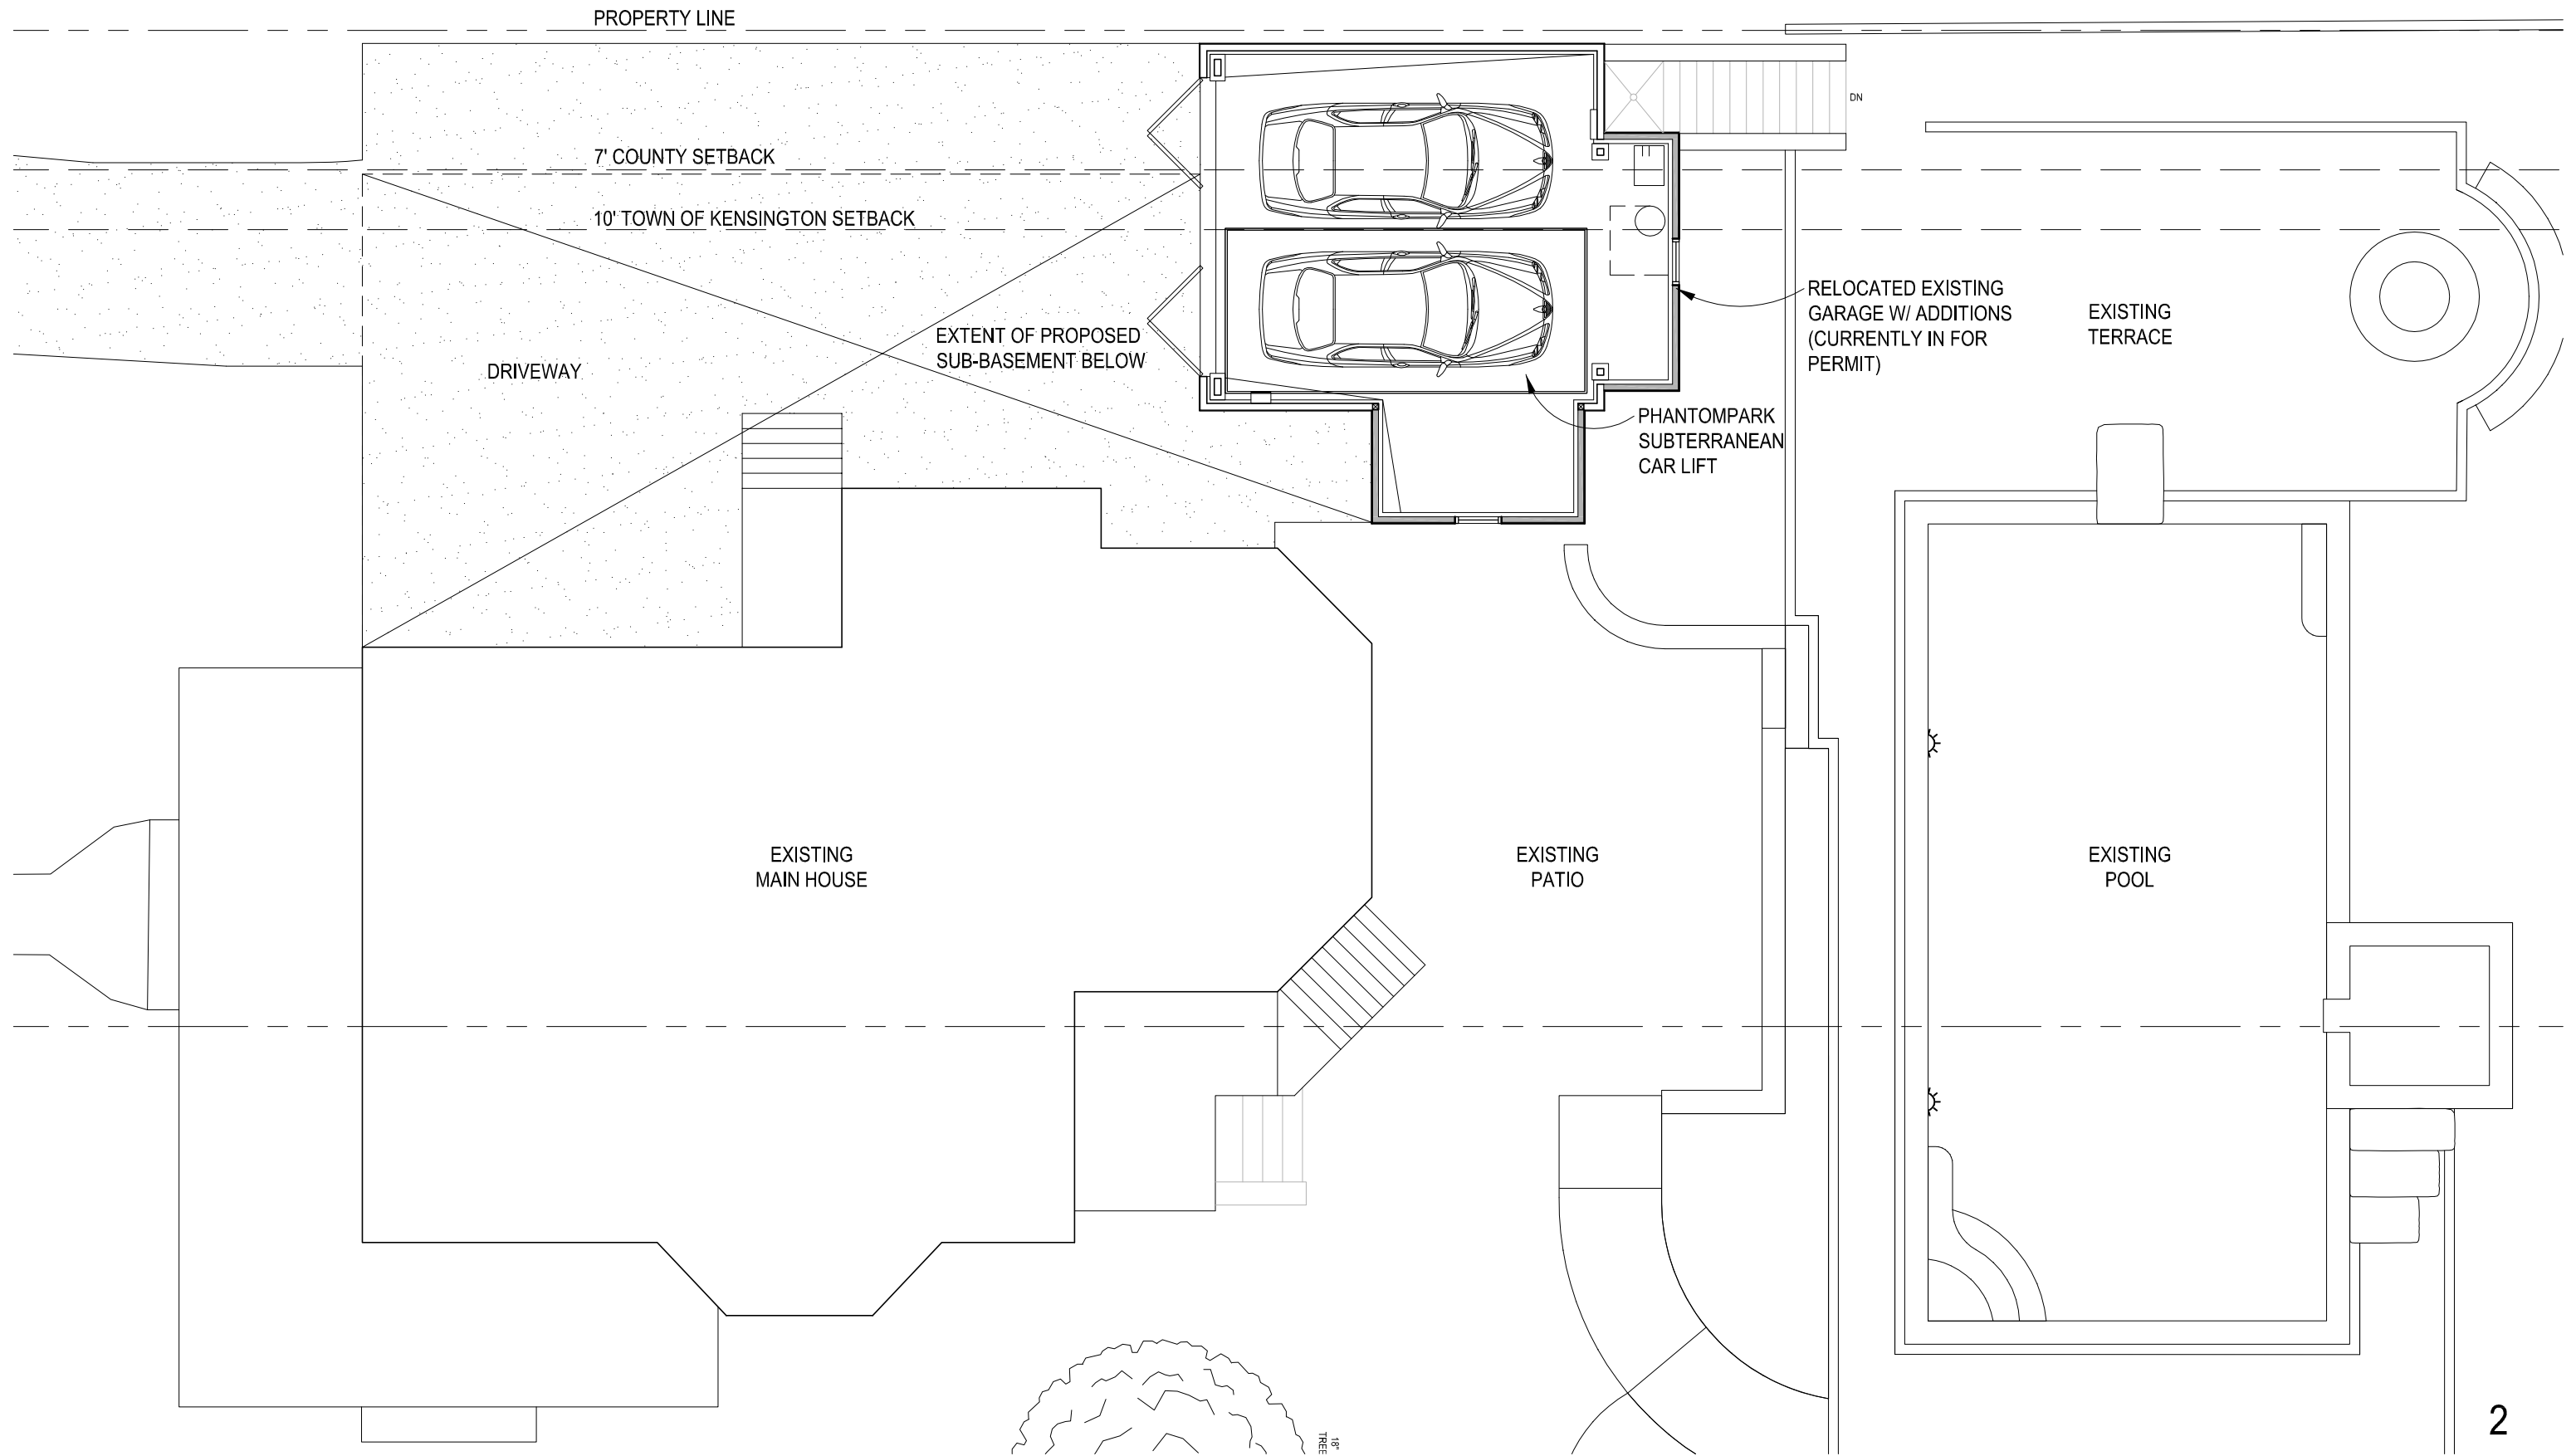 PROPERTY LINE
DN
7' COUNTY SETBACK
10' TOWN OF KENSINGTON SETBACK
EXTENT OF PROPOSED
SUB-BASEMENT BELOW
DRIVEWAY
RELOCATED EXISTING
GARAGE W/ ADDITIONS
(CURRENTLY IN FOR
PERMIT)
EXISTING
TERRACE
PHANTOMPARK
SUBTERRANEAN
CAR LIFT
EXISTING
MAIN HOUSE
EXISTING
PATIO
EXISTING
POOL
18"
TREE
2